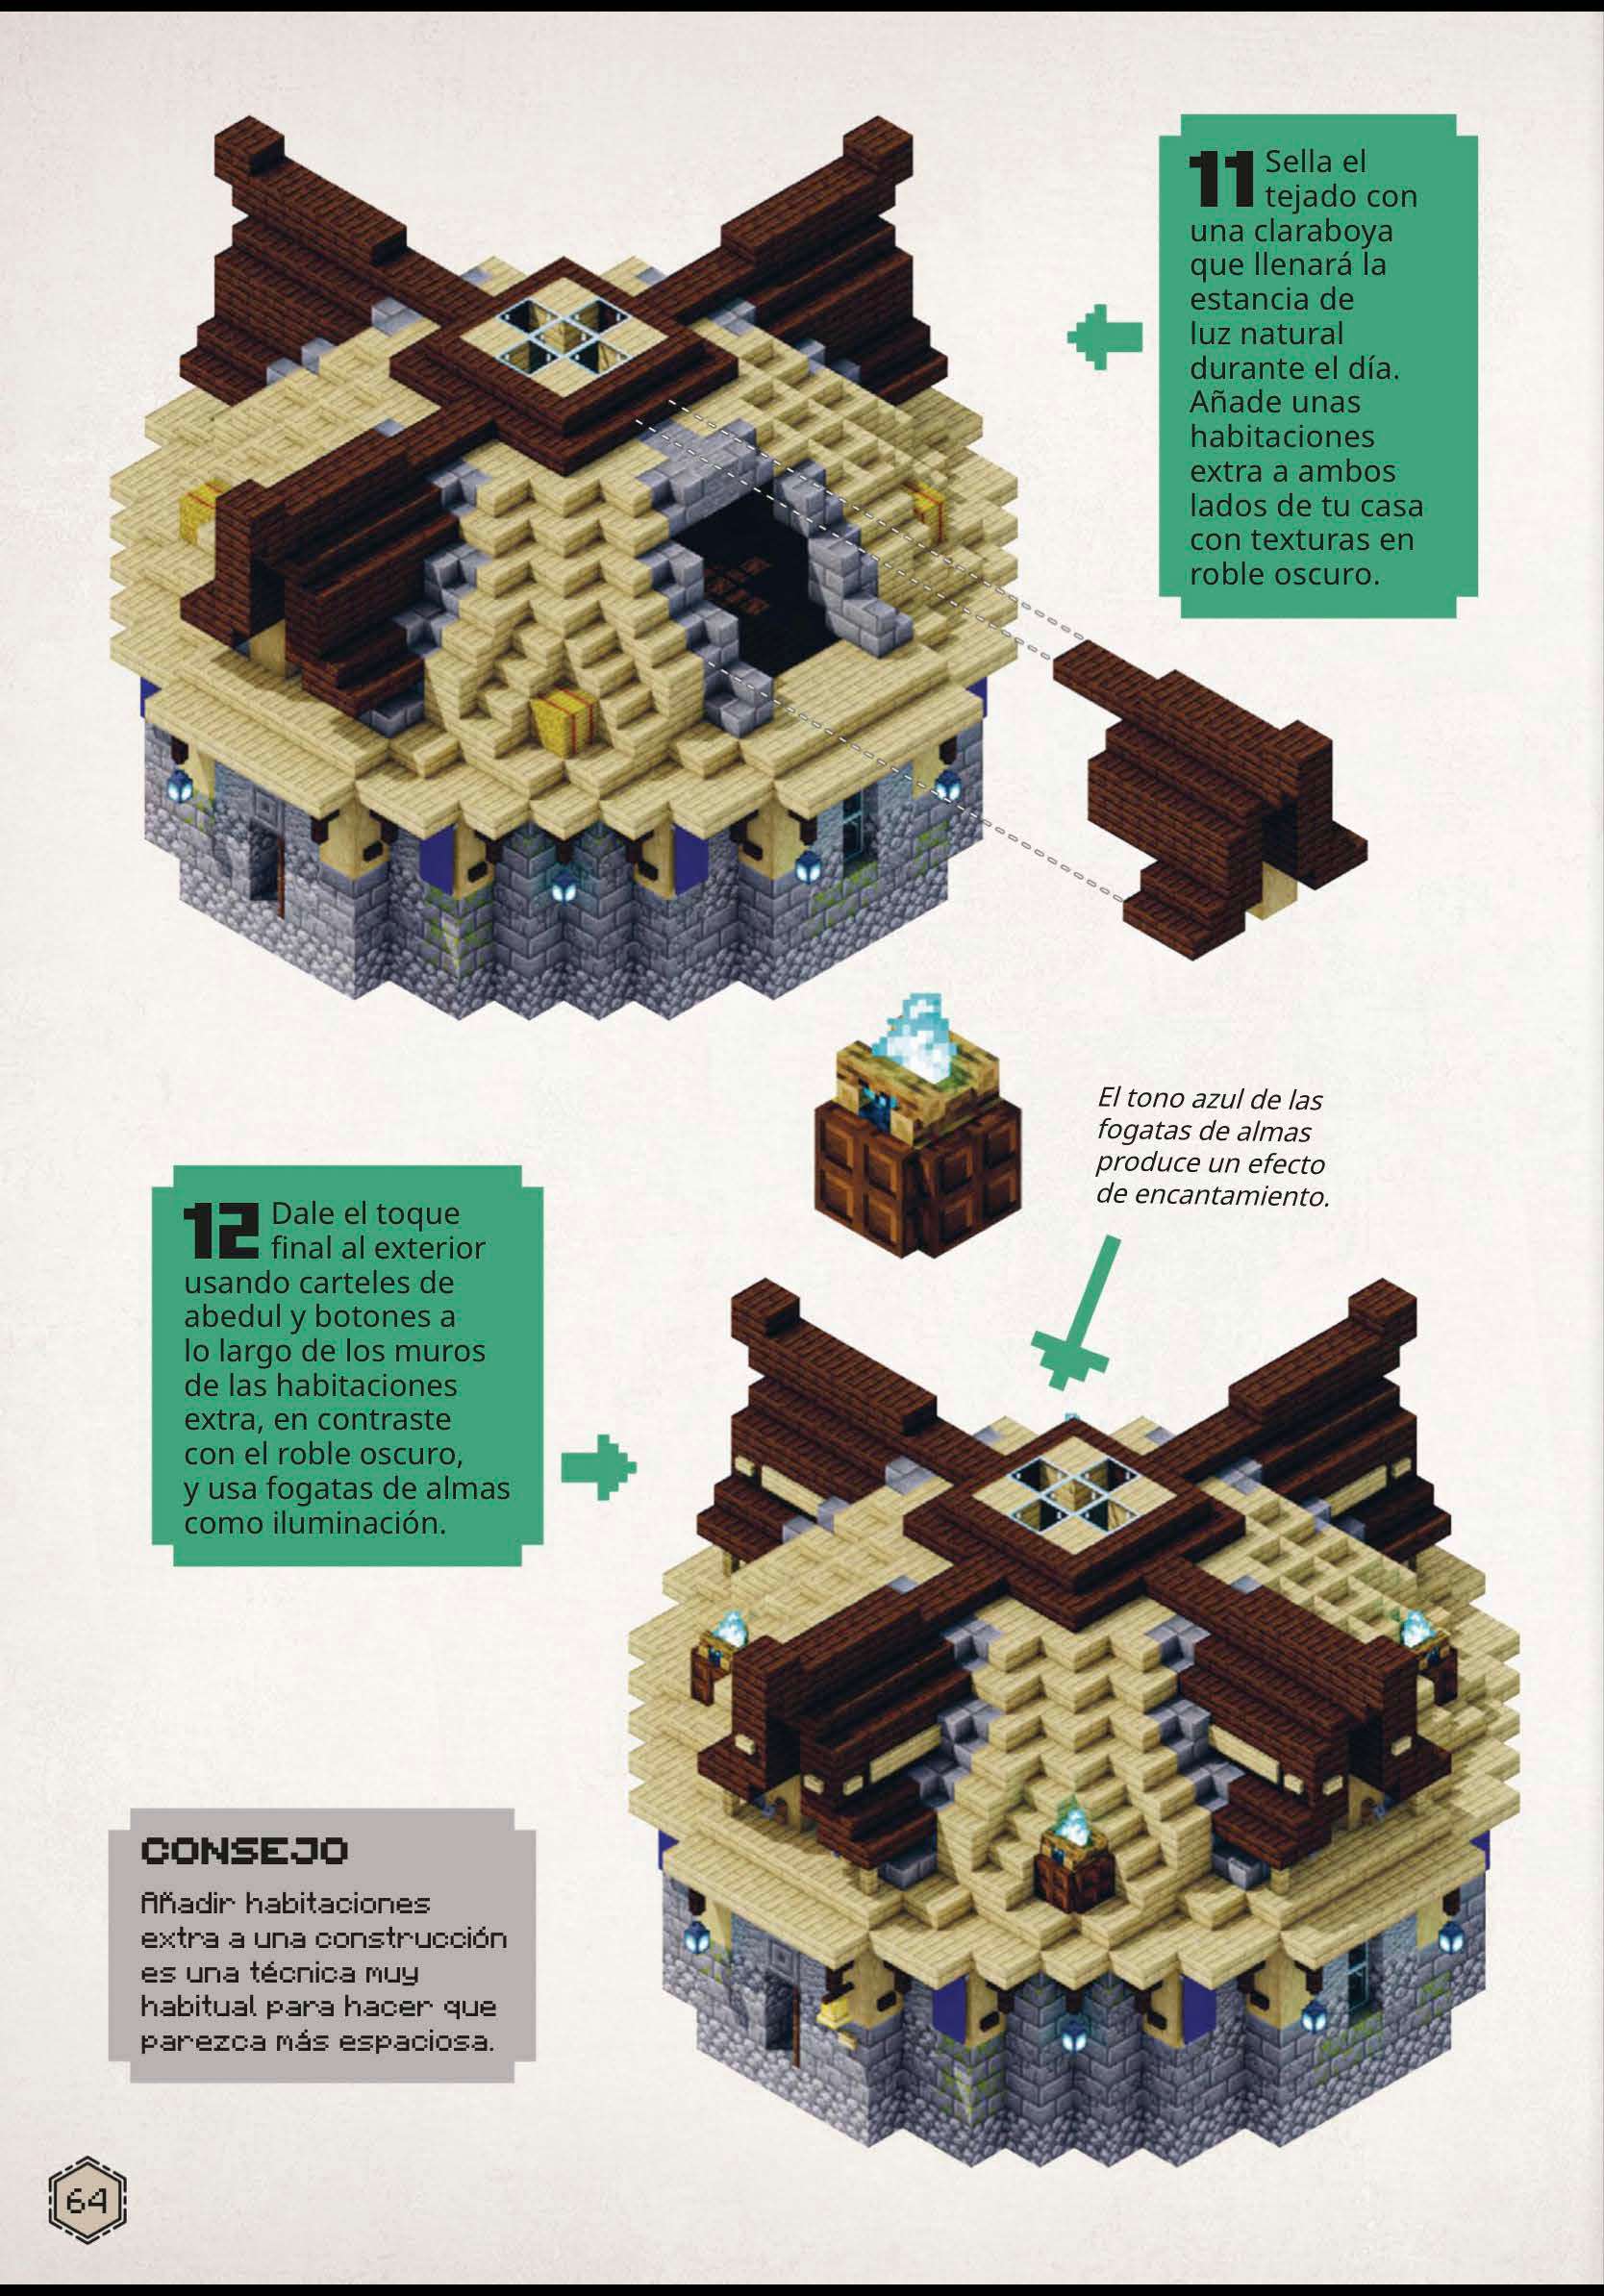 11 Sella el
tejado con
una claraboya
que llenará la
estancia de
luz natural
durante el día.
Añade unas
habitaciones
extra a ambos
lados de tu casa
con texturas en
roble oscuro.
El tono azul de las
fogatas de almas
produce un efecto
de encantamiento.
12 Dale el toque
final al exterior
usando carteles de
abedul y botones a
lo largo de los muros
de las habitaciones
extra, en contraste
con el roble oscuro,
y usa fogatas de almas
como iluminación.
CONSEJO
Añadir habitaciones
extra a una construcción
es una técnica muy
habitual para hacer que
parezca más espaciosa.
64